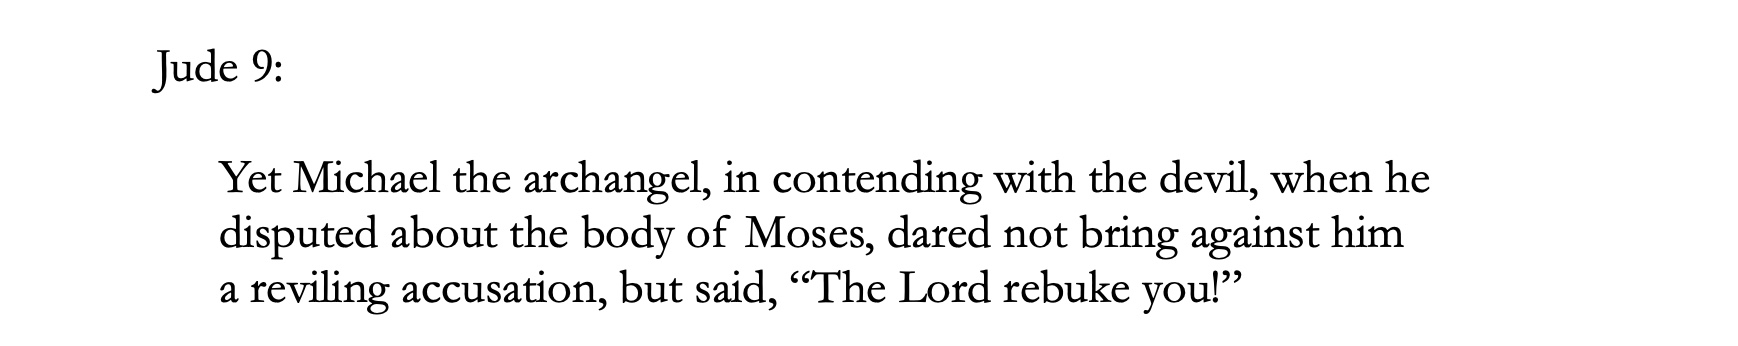 Jude 9:
Yet Michael the archangel, in contending with the devil, when he
disputed about the body of Moses, dared not bring against him
a reviling accusation, but said, “The Lord rebuke you!”